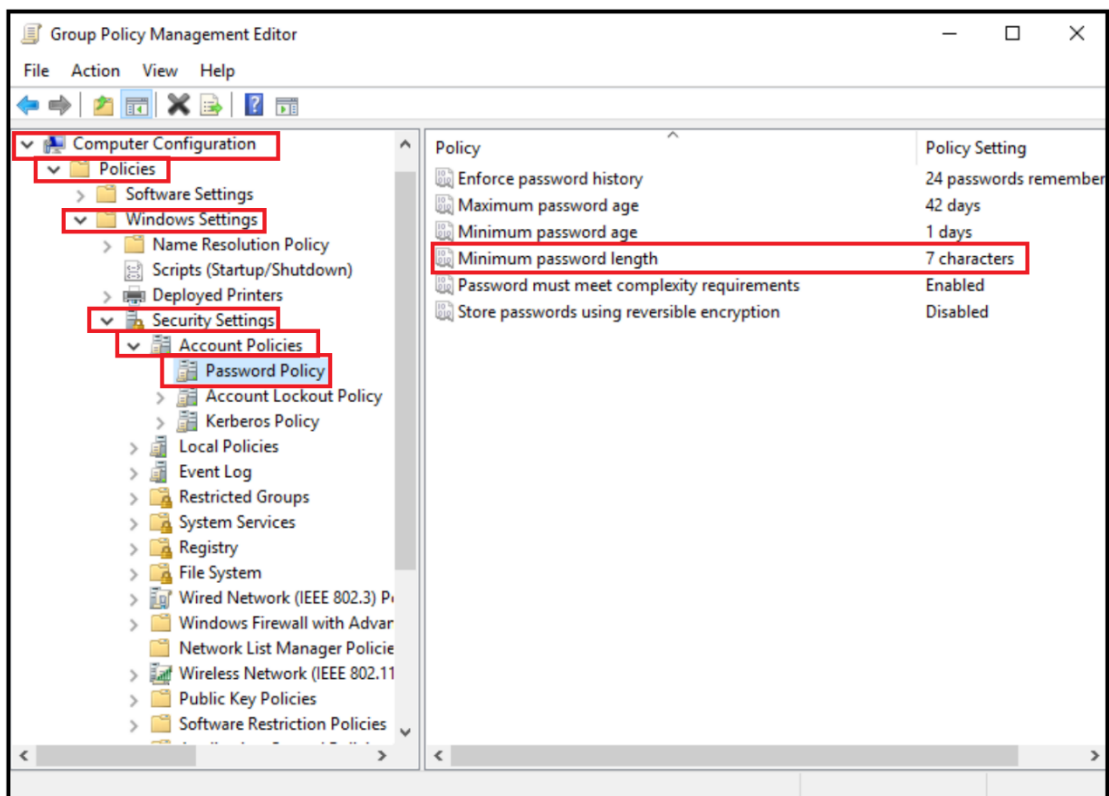 Group Policy Management Editor
File Action View Help
Computer Configuration
Policies
Software Settings
Windows Settings
Name Resolution Policy
Scripts (Startup/Shutdown)
Deployed Printers
Security Settings
Account Policies
Password Policy
Account Lockout Policy
Kerberos Policy
Local Policies
Event Log
Restricted Groups
System Services
Registry
File System
Wired Network (IEEE 802.3) P
Windows Firewall with Advar
Network List Manager Policie
Wireless Network (IEEE 802.11
Public Key Policies
Software Restriction Policies
Policy Policy Setting
Enforce password history 24 passwords remember
Maximum password age 42 days
Minimum password age 1 days
Minimum password length 7 characters
Password must meet complexity requirements Enabled
Store passwords using reversible encryption Disabled